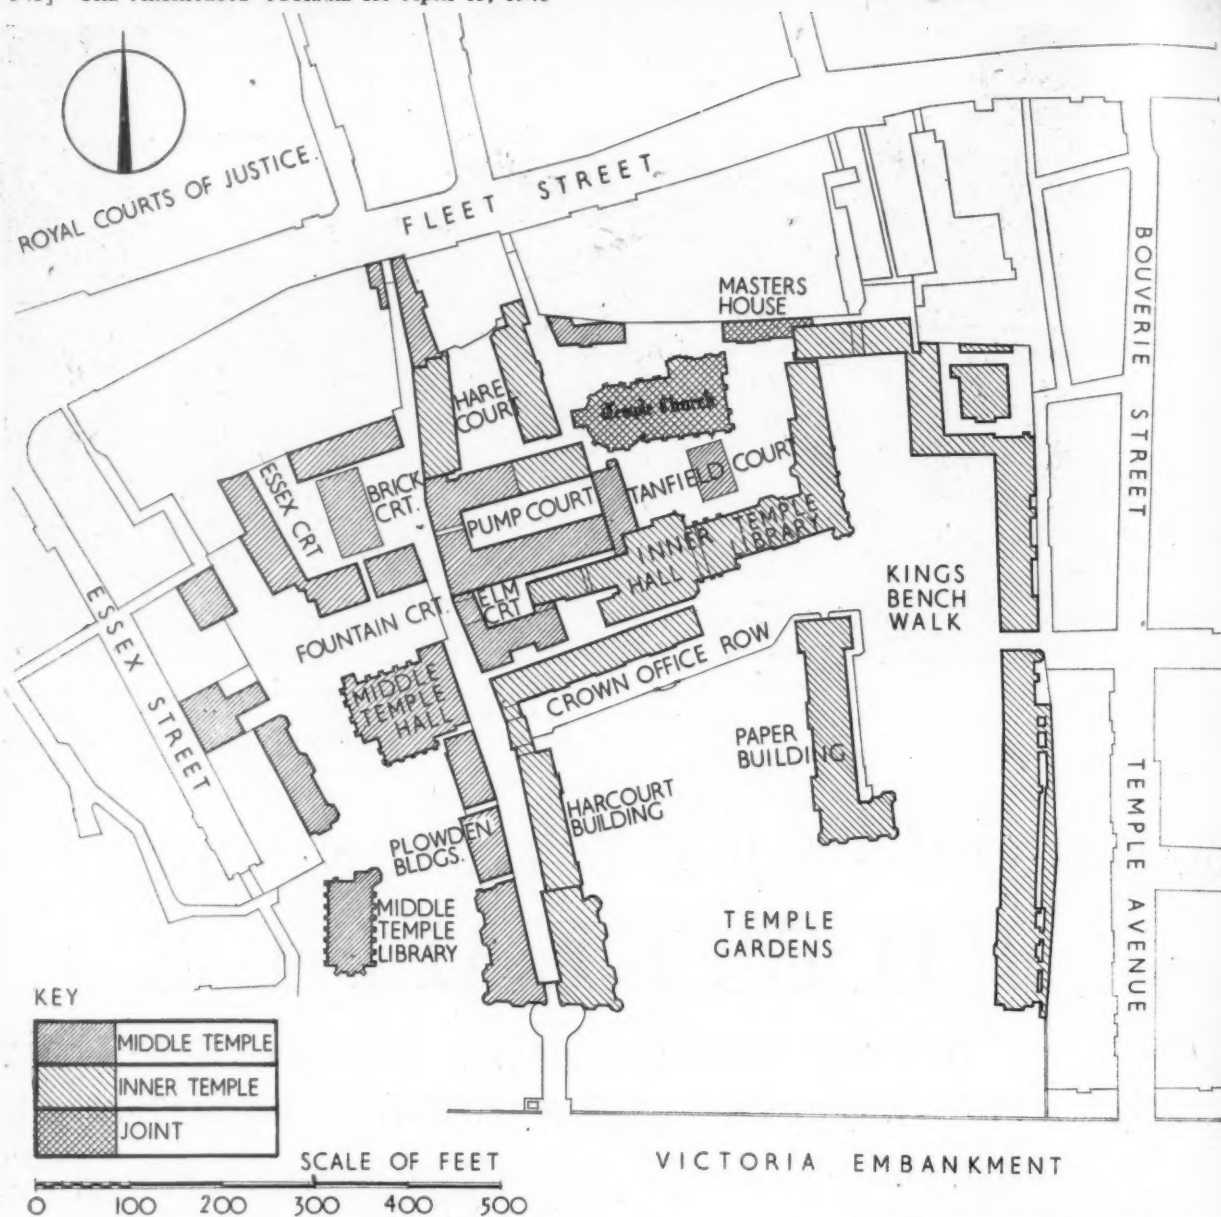 ROYAL COURTS OF JUSTICE.
FLEET STREET
MASTERS
HOUSE
BOUVERIE STREET
HARE
COURT
Temple Church
ESSEX CRT
BRICK
CRT.
PUMP COURT
TANFIELD COURT
INNER
HALL
TEMPLE
LIBRARY
KINGS
BENCH
WALK
ELM
CRT
FOUNTAIN CRT.
ESSEX STREET
CROWN OFFICE ROW
MIDDLE
TEMPLE
HALL
PAPER
BUILDING
HARCOURT
BUILDING
PLOWDEN
BLDGS.
TEMPLE AVENUE
MIDDLE
TEMPLE
LIBRARY
TEMPLE
GARDENS
KEY
MIDDLE TEMPLE
INNER TEMPLE
JOINT
SCALE OF FEET
0 100 200 300 400 500
VICTORIA EMBANKMENT